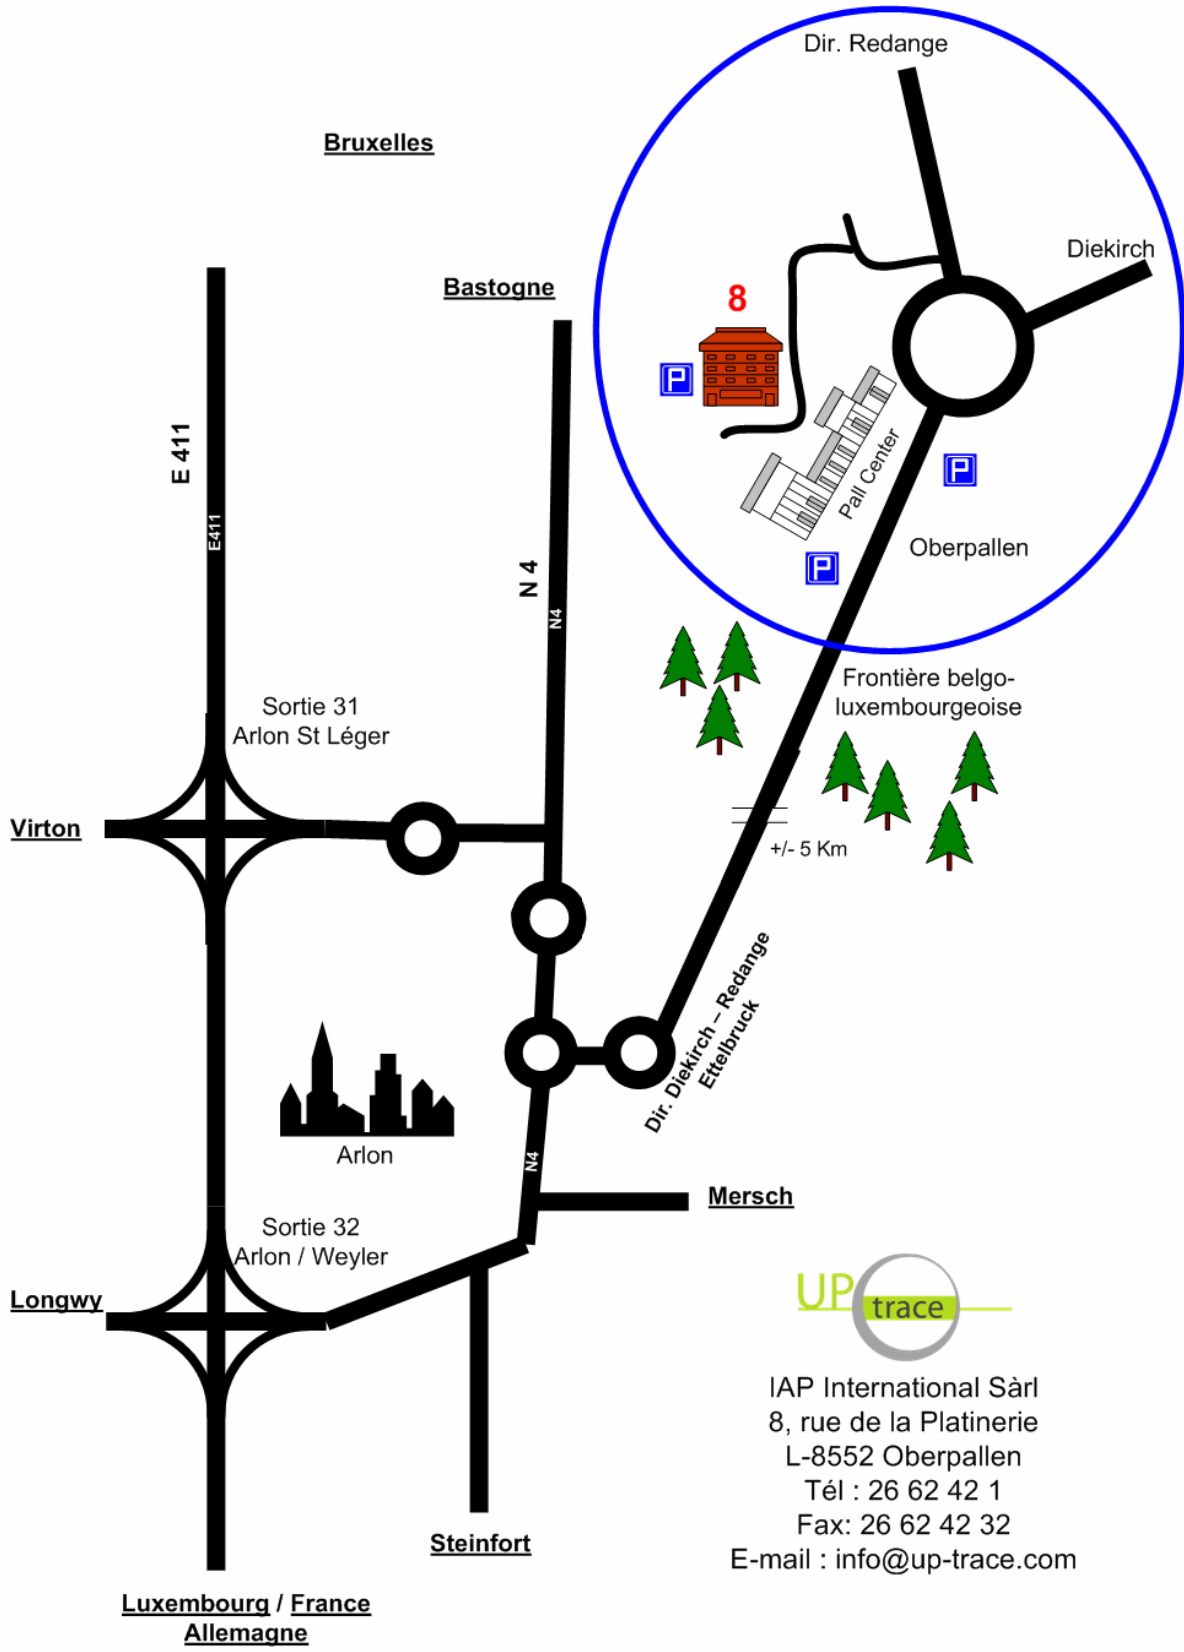 Dir. Redange
Bruxelles
Diekirch
Bastogne
8
P
E 411
Pall Center
P
E411
Oberpallen
P
N 4
N4
Frontière belgo-
luxembourgeoise
Sortie 31
Arlon St Léger
Virton
+/- 5 Km
Dir. Diekirch – Redange
Ettelbruck
Arlon
N4
Mersch
Sortie 32
Arlon / Weyler
Longwy
UP
trace
IAP International Sàrl
8, rue de la Platinerie
L-8552 Oberpallen
Tél : 26 62 42 1
Fax: 26 62 42 32
E-mail : info@up-trace.com
Steinfort
Luxembourg / France
Allemagne